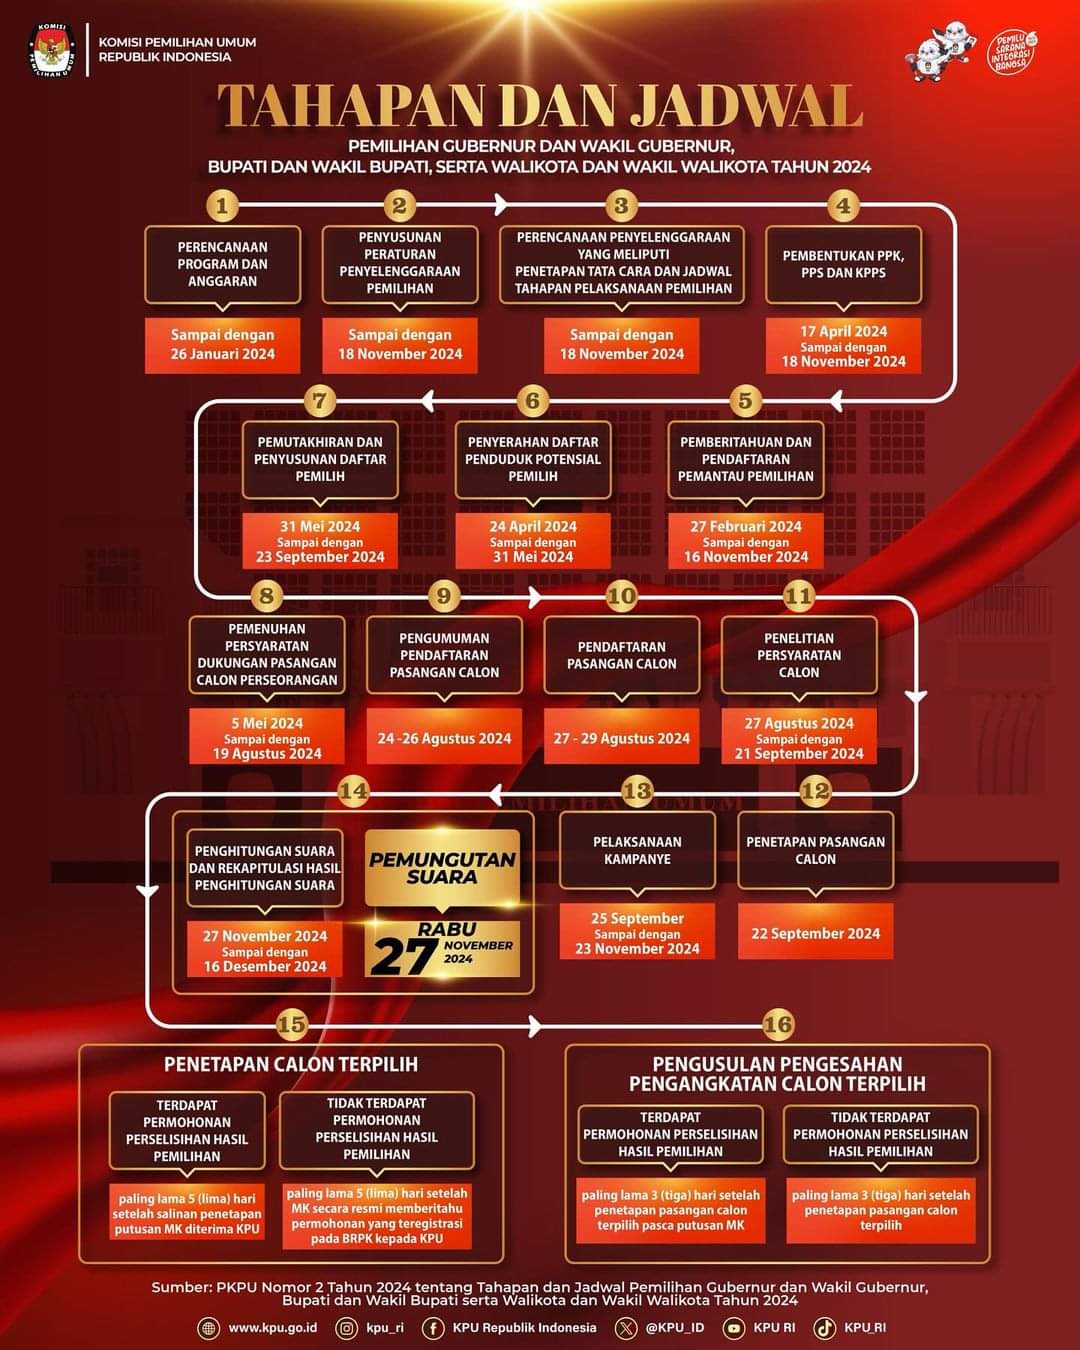 KOMISI
PEMILIHAN UMUM
KOMISI PEMILIHAN UMUM
REPUBLIK INDONESIA
PEMILU
SARANA
INTEGRASI
BANGSA
TAHAPAN DAN JADWAL
PEMILIHAN GUBERNUR DAN WAKIL GUBERNUR,
BUPATI DAN WAKIL BUPATI, SERTA WALIKOTA DAN WAKIL WALIKOTA TAHUN 2024
1
PERENCANAAN
PROGRAM DAN
ANGGARAN
Sampai dengan
26 Januari 2024
2
PENYUSUNAN
PERATURAN
PENYELENGGARAAN
PEMILIHAN
Sampai dengan
18 November 2024
3
PERENCANAAN PENYELENGGARAAN
YANG MELIPUTI
PENETAPAN TATA CARA DAN JADWAL
TAHAPAN PELAKSANAAN PEMILIHAN
Sampai dengan
18 November 2024
4
PEMBENTUKAN PPK,
PPS DAN KPPS
17 April 2024
Sampai dengan
18 November 2024
5
PEMBERITAHUAN DAN
PENDAFTARAN
PEMANTAU PEMILIHAN
27 Februari 2024
Sampai dengan
16 November 2024
6
PENYERAHAN DAFTAR
PENDUDUK POTENSIAL
PEMILIH
24 April 2024
Sampai dengan
31 Mei 2024
7
PEMUTAKHIRAN DAN
PENYUSUNAN DAFTAR
PEMILIH
31 Mei 2024
Sampai dengan
23 September 2024
8
PEMENUHAN
PERSYARATAN
DUKUNGAN PASANGAN
CALON PERSEORANGAN
5 Mei 2024
Sampai dengan
19 Agustus 2024
9
PENGUMUMAN
PENDAFTARAN
PASANGAN CALON
24 -26 Agustus 2024
10
PENDAFTARAN
PASANGAN CALON
27 - 29 Agustus 2024
11
PENELITIAN
PERSYARATAN
CALON
27 Agustus 2024
Sampai dengan
21 September 2024
12
PENETAPAN PASANGAN
CALON
22 September 2024
13
PELAKSANAAN
KAMPANYE
25 September
Sampai dengan
23 November 2024
14
PENGHITUNGAN SUARA
DAN REKAPITULASI HASIL
PENGHITUNGAN SUARA
27 November 2024
Sampai dengan
16 Desember 2024
PEMUNGUTAN
SUARA
RABU
27 NOVEMBER
2024
15
PENETAPAN CALON TERPILIH
TERDAPAT
PERMOHONAN
PERSELISIHAN HASIL
PEMILIHAN
paling lama 5 (lima) hari
setelah salinan penetapan
putusan MK diterima KPU
TIDAK TERDAPAT
PERMOHONAN
PERSELISIHAN HASIL
PEMILIHAN
paling lama 5 (lima) hari setelah
MK secara resmi memberitahu
permohonan yang teregistrasi
pada BRPK kepada KPU
16
PENGUSULAN PENGESAHAN
PENGANGKATAN CALON TERPILIH
TERDAPAT
PERMOHONAN PERSELISIHAN
HASIL PEMILIHAN
paling lama 3 (tiga) hari setelah
penetapan pasangan calon
terpilih pasca putusan MK
TIDAK TERDAPAT
PERMOHONAN PERSELISIHAN
HASIL PEMILIHAN
paling lama 3 (tiga) hari setelah
penetapan pasangan calon
terpilih
Sumber: PKPU Nomor 2 Tahun 2024 tentang Tahapan dan Jadwal Pemilihan Gubernur dan Wakil Gubernur,
Bupati dan Wakil Bupati serta Walikota dan Wakil Walikota Tahun 2024
www.kpu.go.id
kpu_ri
KPU Republik Indonesia
@KPU_ID
KPU RI
KPU_RI